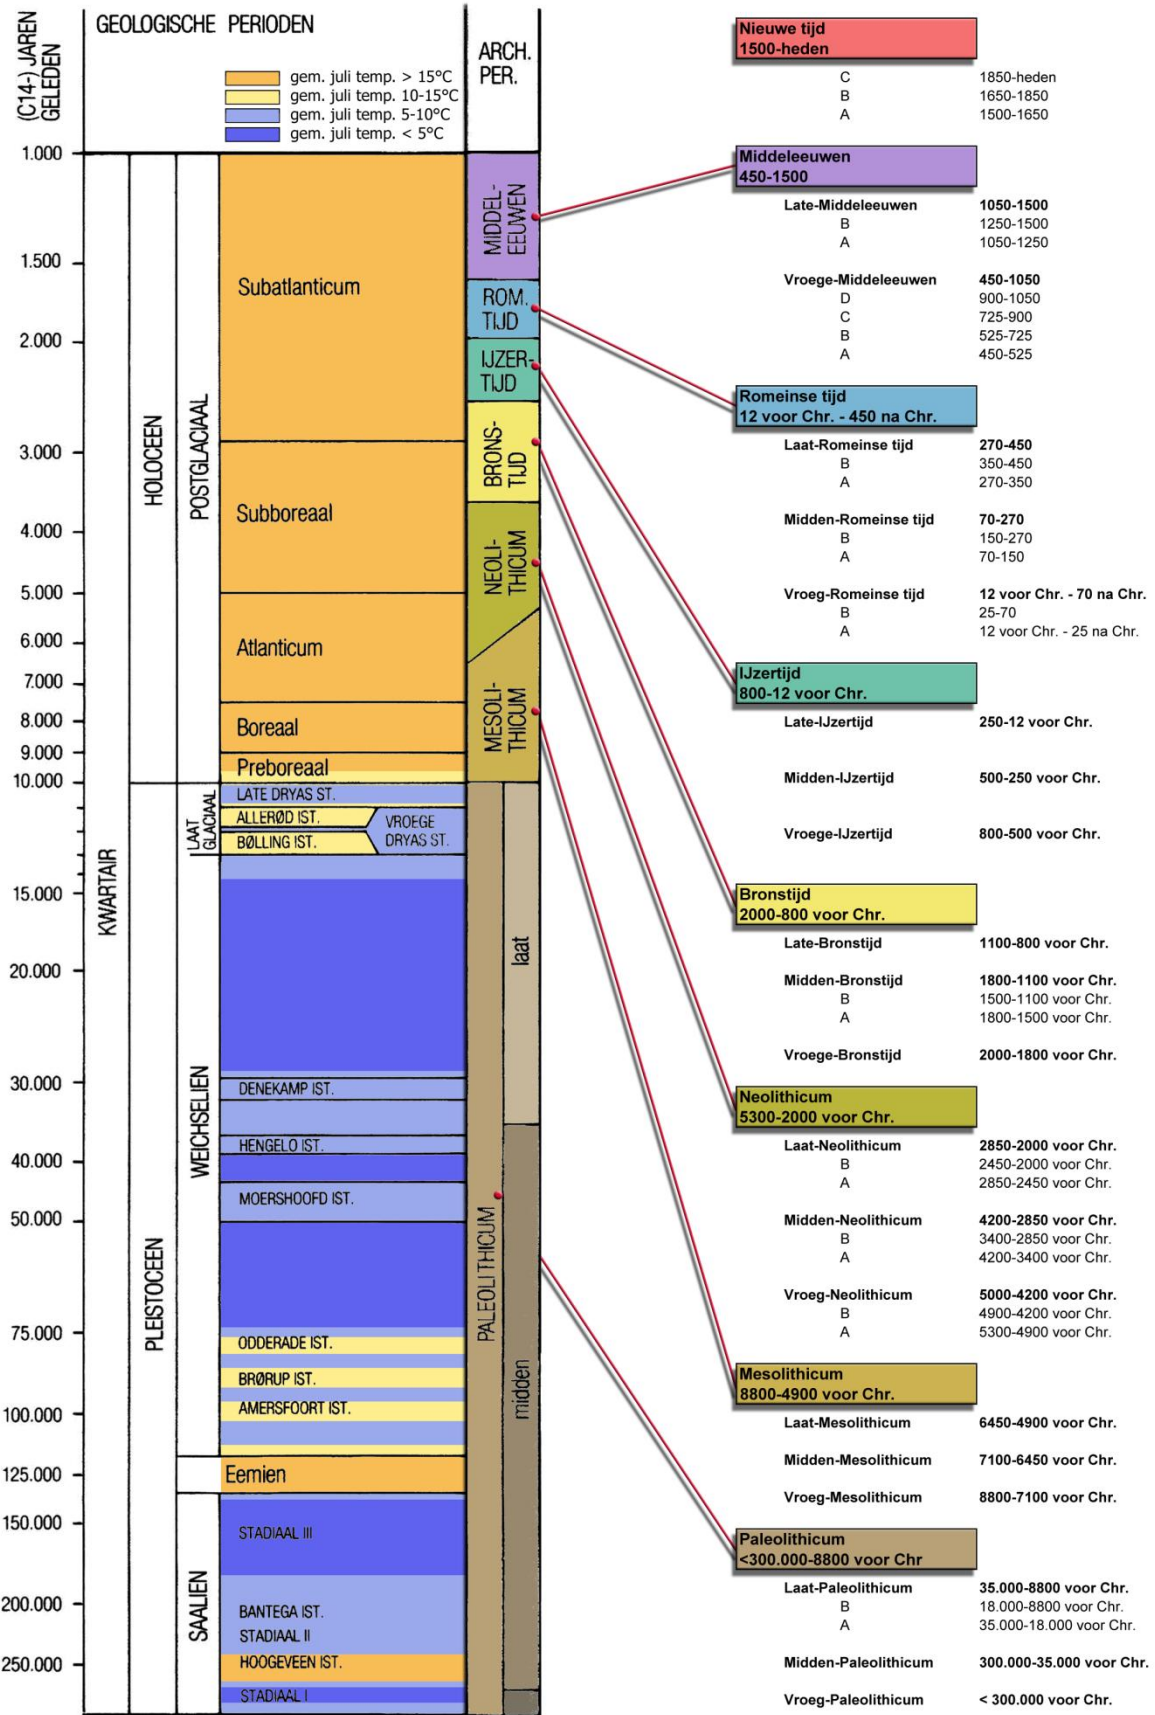 (C14-) JAREN
GELEDEN
GEOLOGISCHE PERIODEN
gem. juli temp. > 15°C
gem. juli temp. 10-15°C
gem. juli temp. 5-10°C
gem. juli temp. < 5°C
ARCH.
PER.
1.000
1.500
2.000
3.000
4.000
5.000
6.000
7.000
8.000
9.000
10.000
15.000
20.000
30.000
40.000
50.000
75.000
100.000
125.000
150.000
200.000
250.000
KWARTAIR
HOLOCEEN
PLEISTOCEEN
POSTGLACIAAL
LAAT
GLACIAAL
WEICHSELIEN
SAALIEN
Subatlanticum
Subboreaal
Atlanticum
Boreaal
Preboreaal
LATE DRYAS ST.
ALLERØD IST.
VROEGE
DRYAS ST.
BØLLING IST.
DENEKAMP IST.
HENGELO IST.
MOERSHOOFD IST.
ODDERADE IST.
BRØRUP IST.
AMERSFOORT IST.
Eemien
STADIAAL III
BANTEGA IST.
STADIAAL II
HOOGEVEEN IST.
STADIAAL I
MIDDEL-
EEUWEN
ROM.
TIJD
IJZER-
TIJD
BRONS-
TIJD
NEOLI-
THICUM
MESOLI-
THICUM
PALEOLITHICUM
laat
midden
Nieuwe tijd
1500-heden
C 1850-heden
B 1650-1850
A 1500-1650
Middeleeuwen
450-1500
Late-Middeleeuwen 1050-1500
B 1250-1500
A 1050-1250
Vroege-Middeleeuwen 450-1050
D 900-1050
C 725-900
B 525-725
A 450-525
Romeinse tijd
12 voor Chr. - 450 na Chr.
Laat-Romeinse tijd 270-450
B 350-450
A 270-350
Midden-Romeinse tijd 70-270
B 150-270
A 70-150
Vroeg-Romeinse tijd 12 voor Chr. - 70 na Chr.
B 25-70
A 12 voor Chr. - 25 na Chr.
IJzertijd
800-12 voor Chr.
Late-IJzertijd 250-12 voor Chr.
Midden-IJzertijd 500-250 voor Chr.
Vroege-IJzertijd 800-500 voor Chr.
Bronstijd
2000-800 voor Chr.
Late-Bronstijd 1100-800 voor Chr.
Midden-Bronstijd 1800-1100 voor Chr.
B 1500-1100 voor Chr.
A 1800-1500 voor Chr.
Vroege-Bronstijd 2000-1800 voor Chr.
Neolithicum
5300-2000 voor Chr.
Laat-Neolithicum 2850-2000 voor Chr.
B 2450-2000 voor Chr.
A 2850-2450 voor Chr.
Midden-Neolithicum 4200-2850 voor Chr.
B 3400-2850 voor Chr.
A 4200-3400 voor Chr.
Vroeg-Neolithicum 5000-4200 voor Chr.
B 4900-4200 voor Chr.
A 5300-4900 voor Chr.
Mesolithicum
8800-4900 voor Chr.
Laat-Mesolithicum 6450-4900 voor Chr.
Midden-Mesolithicum 7100-6450 voor Chr.
Vroeg-Mesolithicum 8800-7100 voor Chr.
Paleolithicum
<300.000-8800 voor Chr
Laat-Paleolithicum 35.000-8800 voor Chr.
B 18.000-8800 voor Chr.
A 35.000-18.000 voor Chr.
Midden-Paleolithicum 300.000-35.000 voor Chr.
Vroeg-Paleolithicum < 300.000 voor Chr.